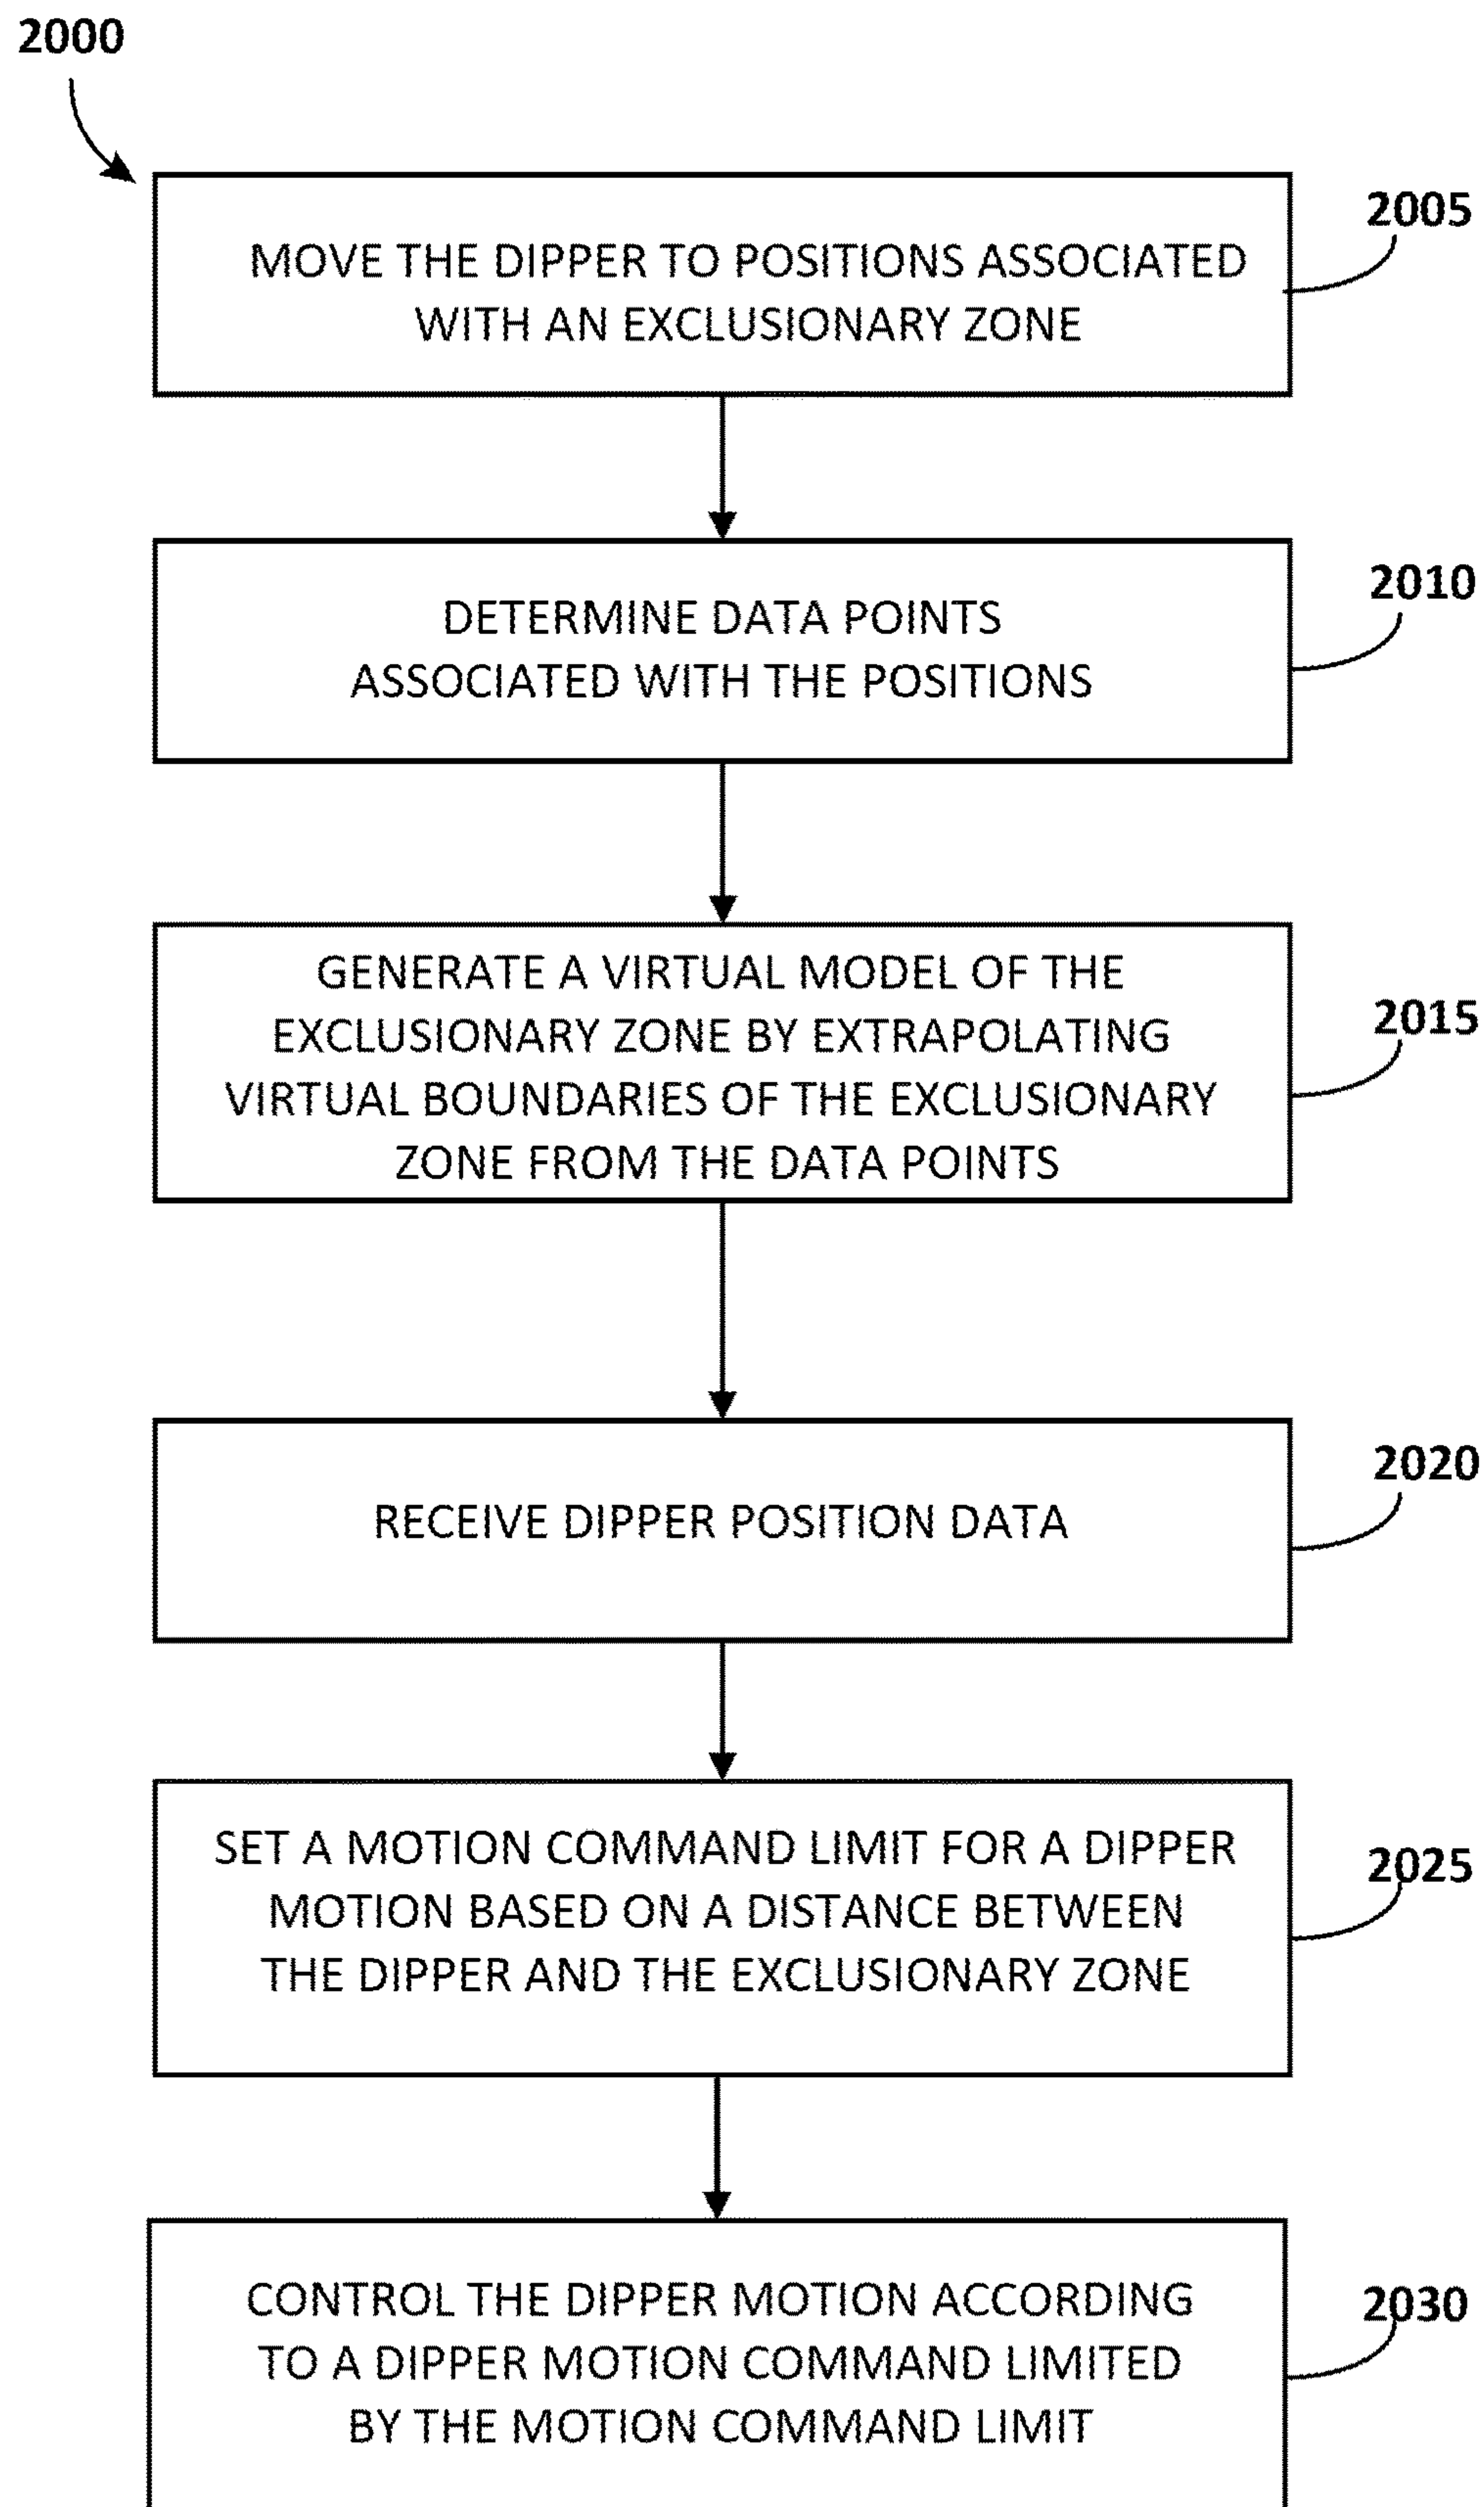 2000
2005
MOVE THE DIPPER TO POSITIONS ASSOCIATED
WITH AN EXCLUSIONARY ZONE
2010
DETERMINE DATA POINTS
ASSOCIATED WITH THE POSITIONS
2015
GENERATE A VIRTUAL MODEL OF THE
EXCLUSIONARY ZONE BY EXTRAPOLATING
VIRTUAL BOUNDARIES OF THE EXCLUSIONARY
ZONE FROM THE DATA POINTS
2020
RECEIVE DIPPER POSITION DATA
2025
SET A MOTION COMMAND LIMIT FOR A DIPPER
MOTION BASED ON A DISTANCE BETWEEN
THE DIPPER AND THE EXCLUSIONARY ZONE
2030
CONTROL THE DIPPER MOTION ACCORDING
TO A DIPPER MOTION COMMAND LIMITED
BY THE MOTION COMMAND LIMIT